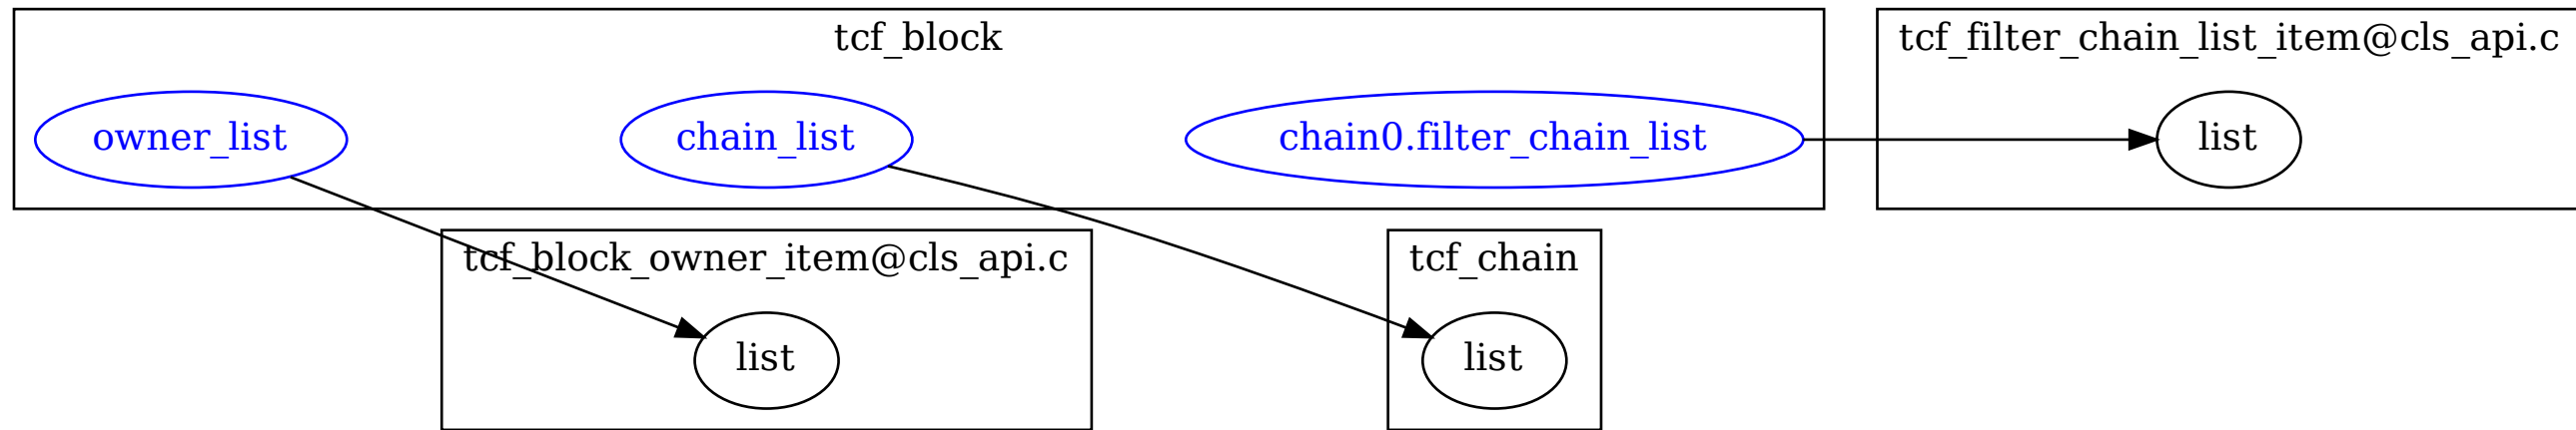 tcf_block
tcf_filter_chain_list_item@cls_api.c
owner_list
chain_list
chain0.filter_chain_list
list
tcf_block_owner_item@cls_api.c
tcf_chain
list
list